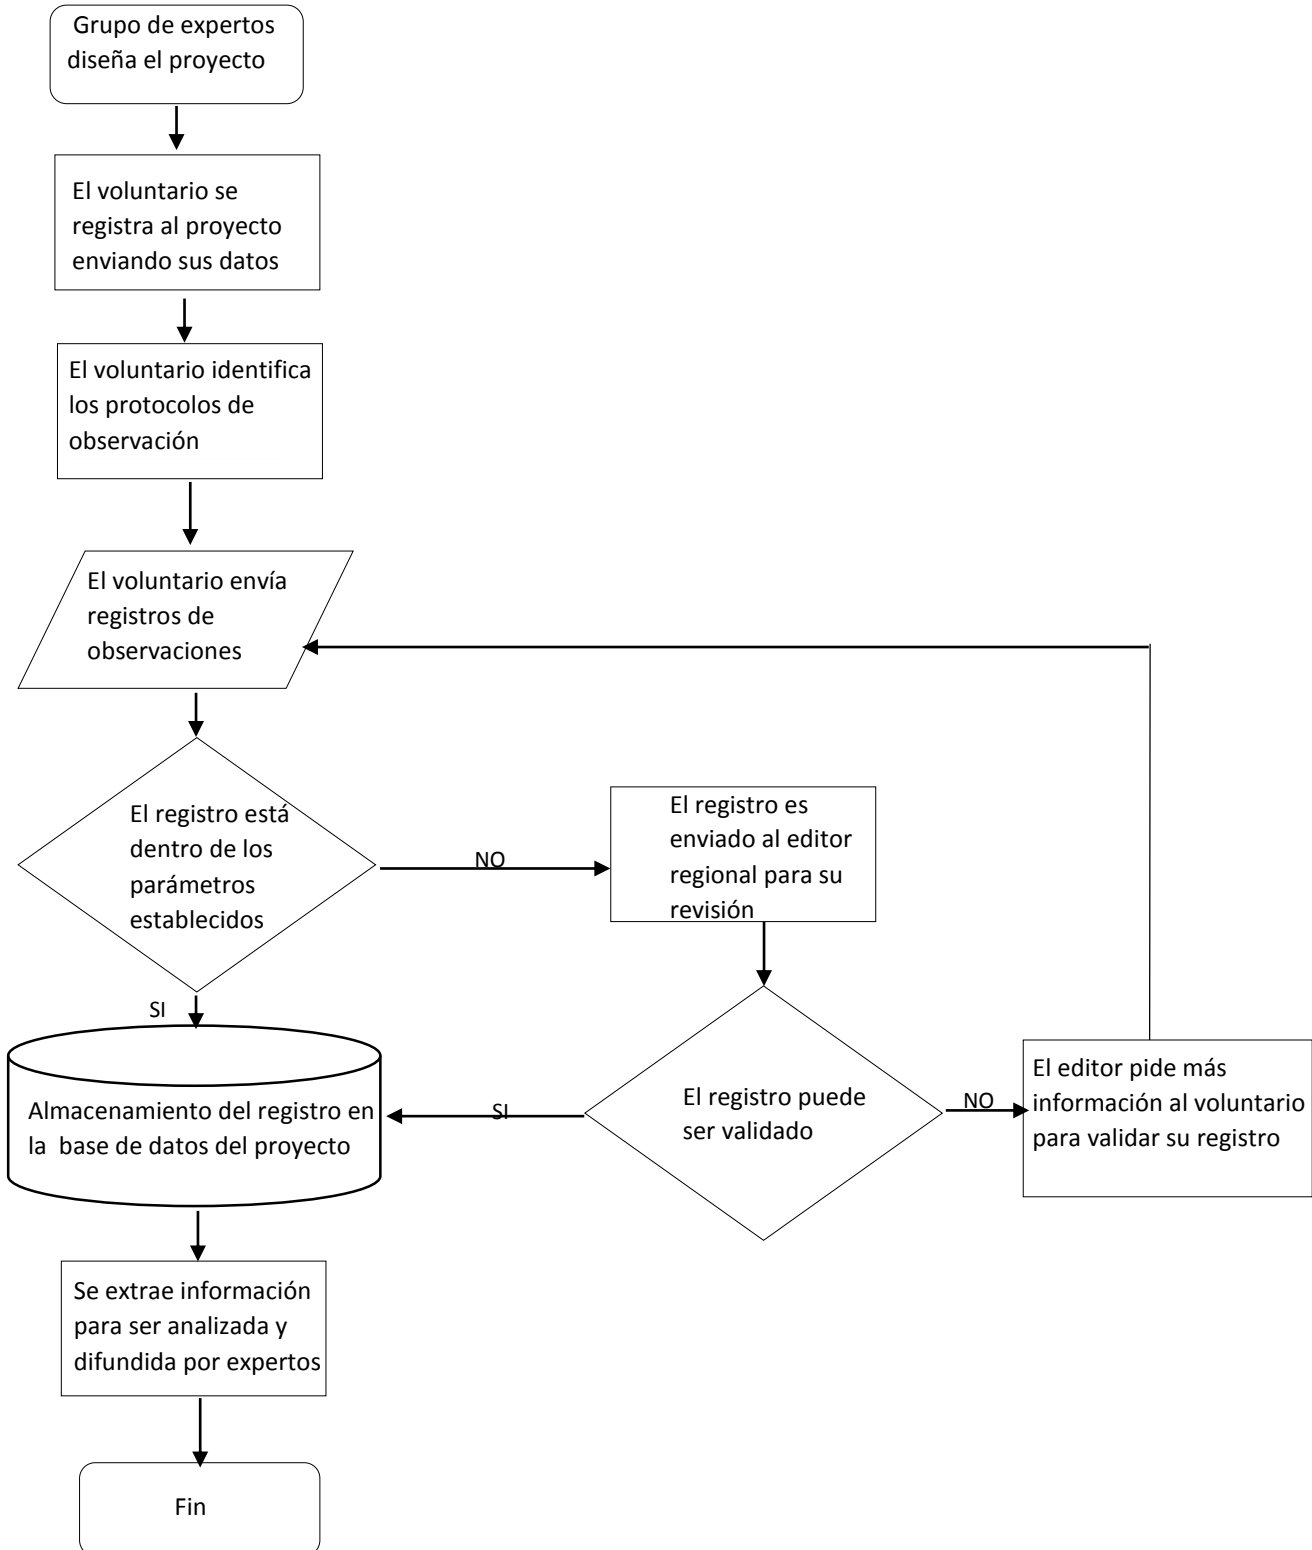 Grupo de expertos
diseña el proyecto
El voluntario se
registra al proyecto
enviando sus datos
El voluntario identifica
los protocolos de
observación
El voluntario envía
registros de
observaciones
El registro está
dentro de los
parámetros
establecidos
NO
El registro es
enviado al editor
regional para su
revisión
SI
Almacenamiento del registro en
la base de datos del proyecto
SI
El registro puede
ser validado
NO
El editor pide más
información al voluntario
para validar su registro
Se extrae información
para ser analizada y
difundida por expertos
Fin